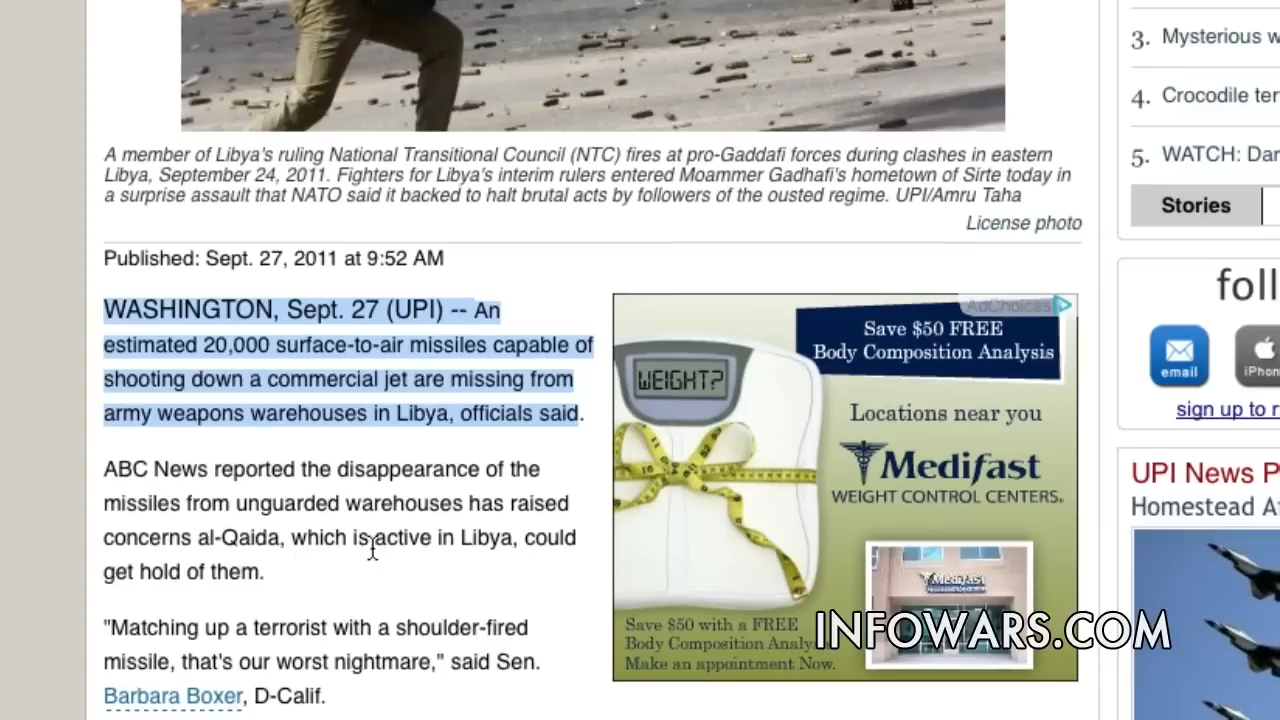 A member of Libya's ruling National Transitional Council (NTC) fires at pro-Gaddafi forces during clashes in eastern
Libya, September 24, 2011. Fighters for Libya's interim rulers entered Moammer Gadhafi's hometown of Sirte today in
a surprise assault that NATO said it backed to halt brutal acts by followers of the ousted regime. UPI/Amru Taha
License photo
Published: Sept. 27, 2011 at 9:52 AM
WASHINGTON, Sept. 27 (UPI) -- An
estimated 20,000 surface-to-air missiles capable of
shooting down a commercial jet are missing from
army weapons warehouses in Libya, officials said.
ABC News reported the disappearance of the
missiles from unguarded warehouses has raised
concerns al-Qaida, which is active in Libya, could
get hold of them.
"Matching up a terrorist with a shoulder-fired
missile, that's our worst nightmare," said Sen.
Barbara Boxer, D-Calif.
AdChoices
Save $50 FREE
Body Composition Analysis
WEIGHT?
Locations near you
Medifast
WEIGHT CONTROL CENTERS.
Medifast
Save $50 with a FREE
Body Composition
Make an appointment Now.
INFOWARS.COM
3. Mysterious w
4. Crocodile ter
5. WATCH: Dar
Stories
foll
email
iPhon
sign up to r
UPI News P
Homestead A